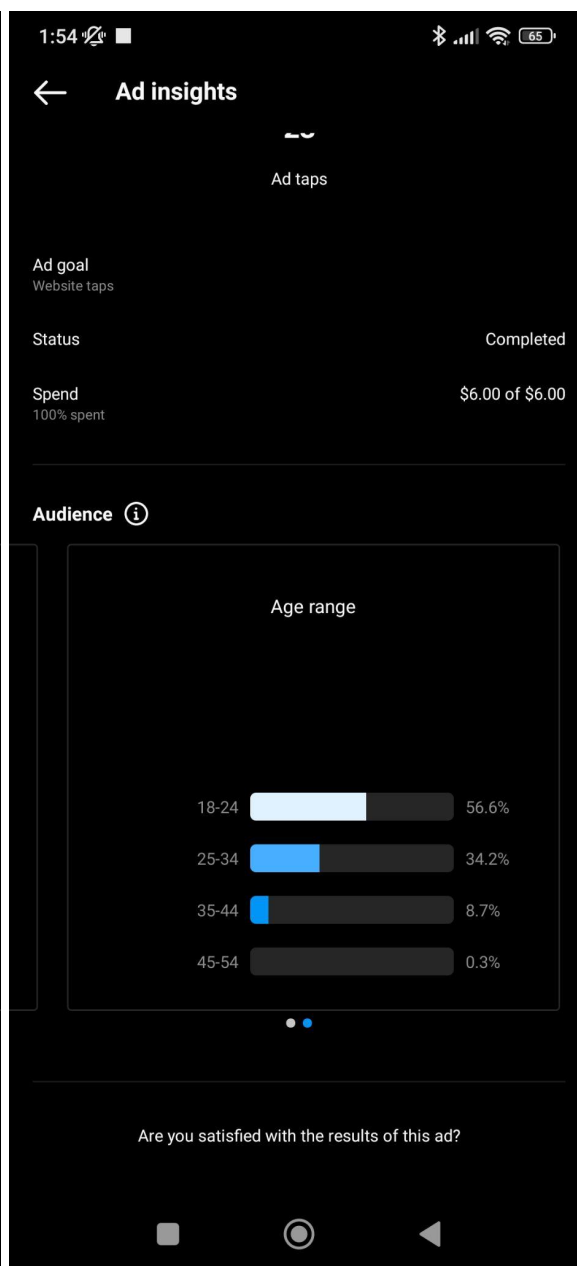 1:54
65
Ad insights
Ad taps
Ad goal
Website taps
Status Completed
Spend $6.00 of $6.00
100% spent
Audience
Age range
18-24 56.6%
25-34 34.2%
35-44 8.7%
45-54 0.3%
Are you satisfied with the results of this ad?